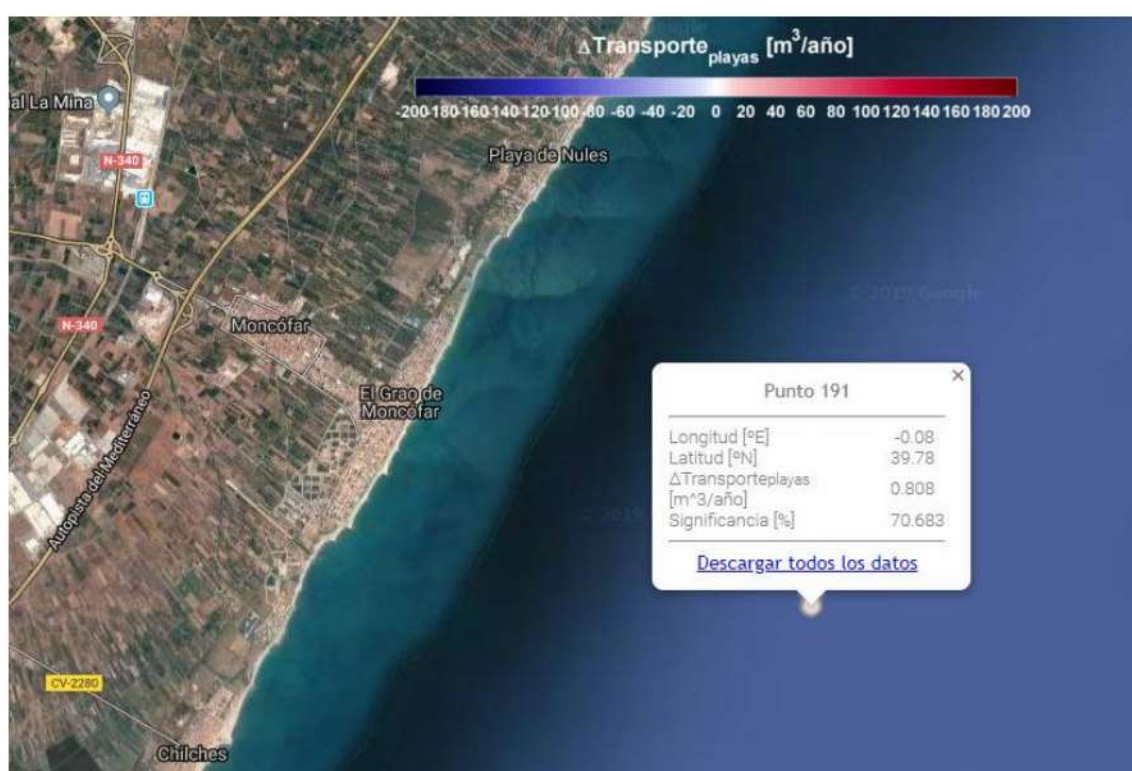 ΔTransporte playas [m³/año]
-200-180-160-140-120-100-80 -60 -40 -20 0 20 40 60 80 100 120 140 160 180 200
al La Mina
N-340
Playa de Nules
© 2019 Google
N-340
Moncófar
El Grao de
Moncófar
Autopista del Mediterráneo
Punto 191
Longitud [ºE] -0.08
Latitud [ºN] 39.78
ΔTransporteplayas
[m^3/año] 0.808
Significancia [%] 70.683
Descargar todos los datos
CV-2280
Chilches